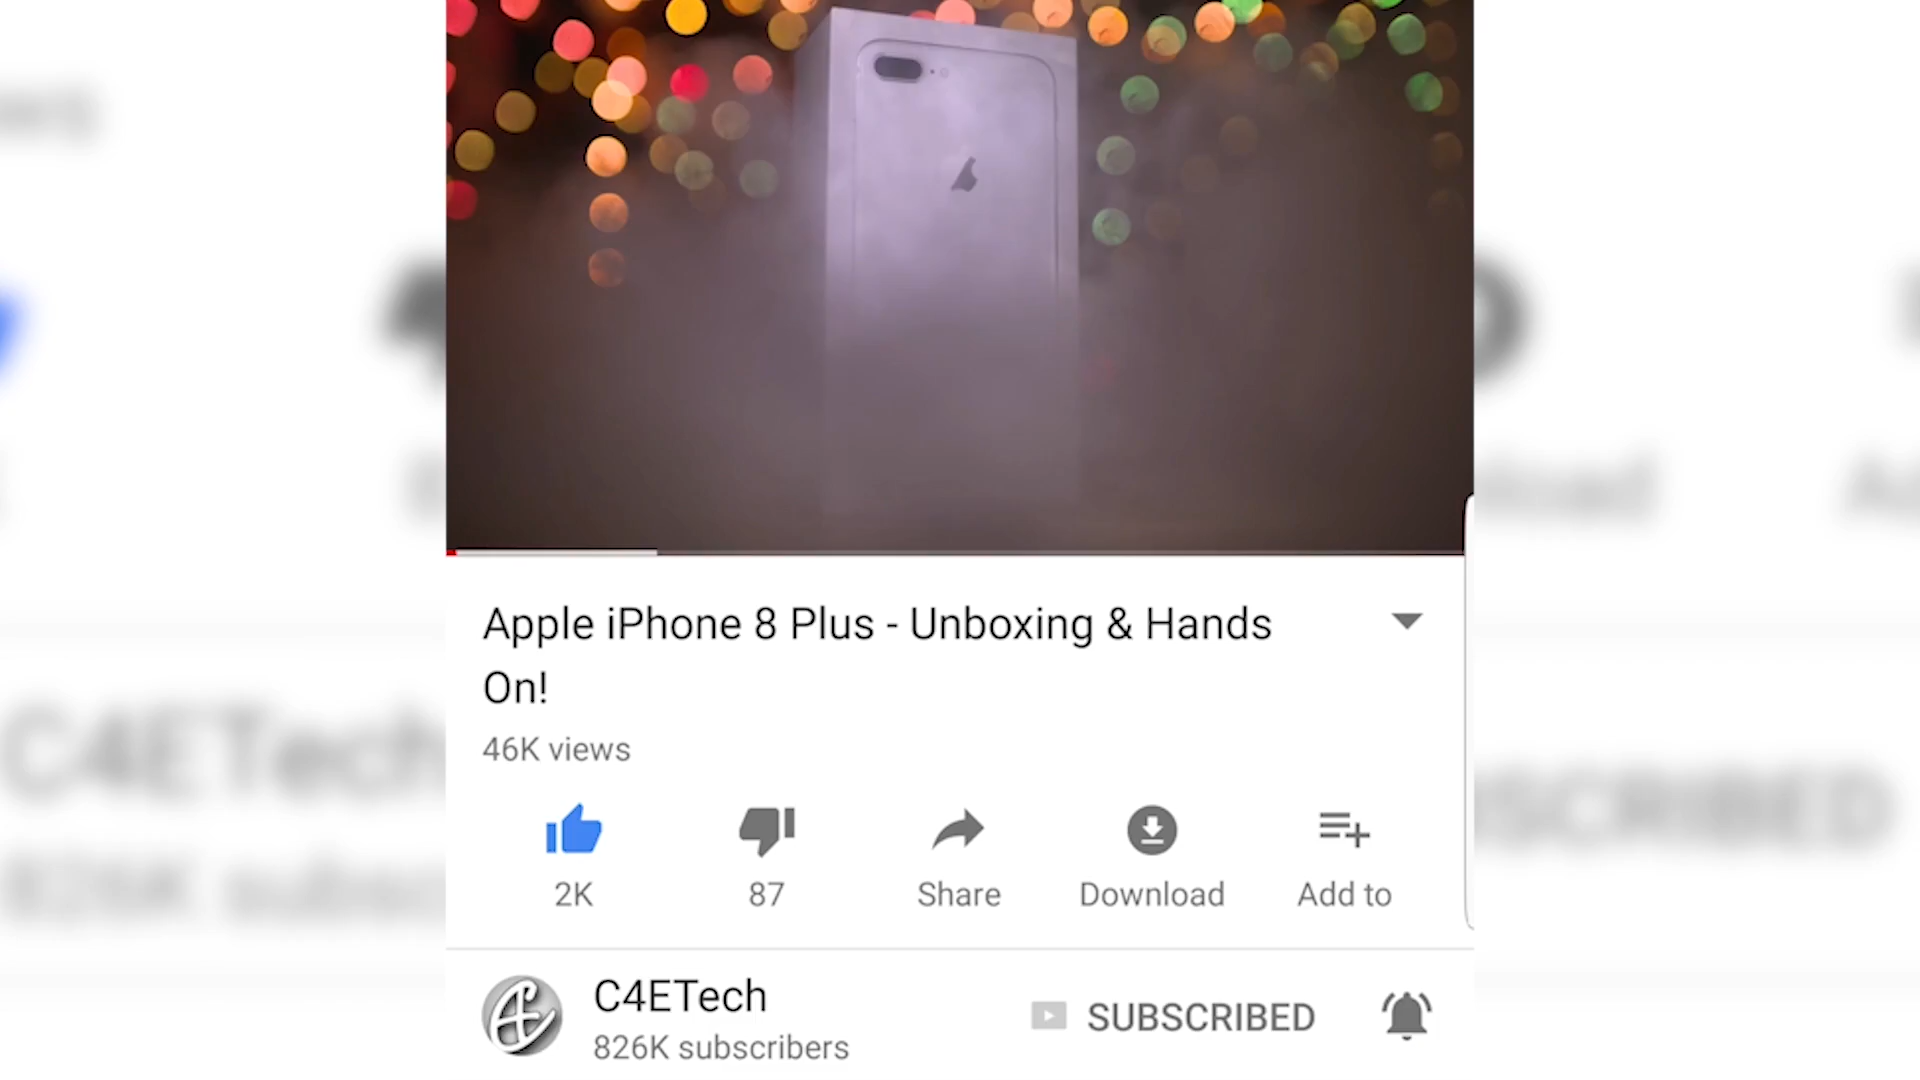 Apple iPhone 8 Plus - Unboxing & Hands
On!
46K views
2K
87
Share
Download
Add to
C4ETech
826K subscribers
SUBSCRIBED